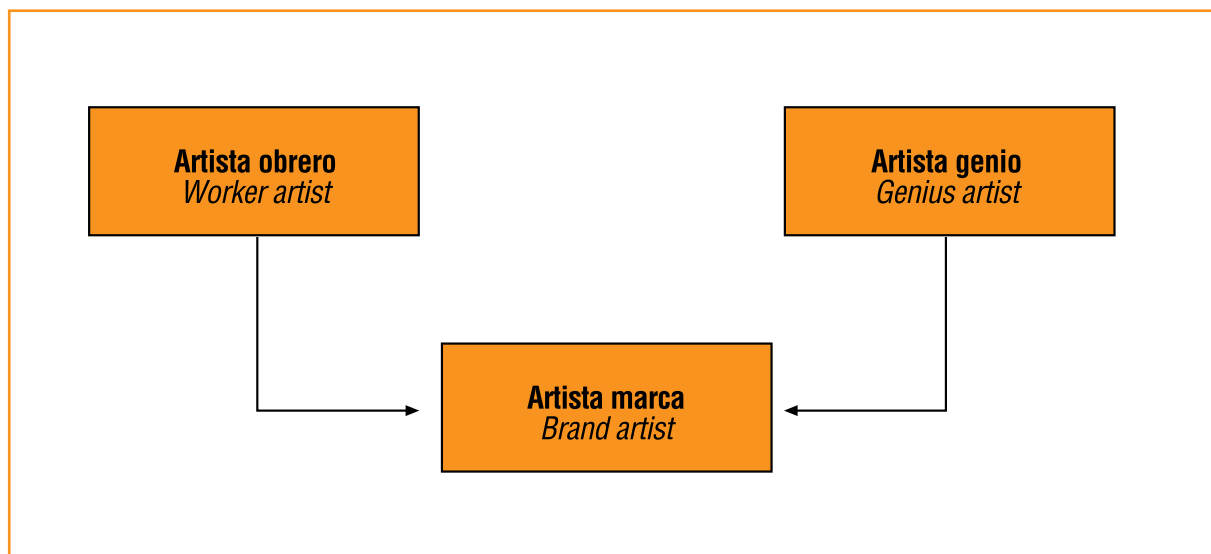 Artista obrero
Worker artist
Artista genio
Genius artist
Artista marca
Brand artist